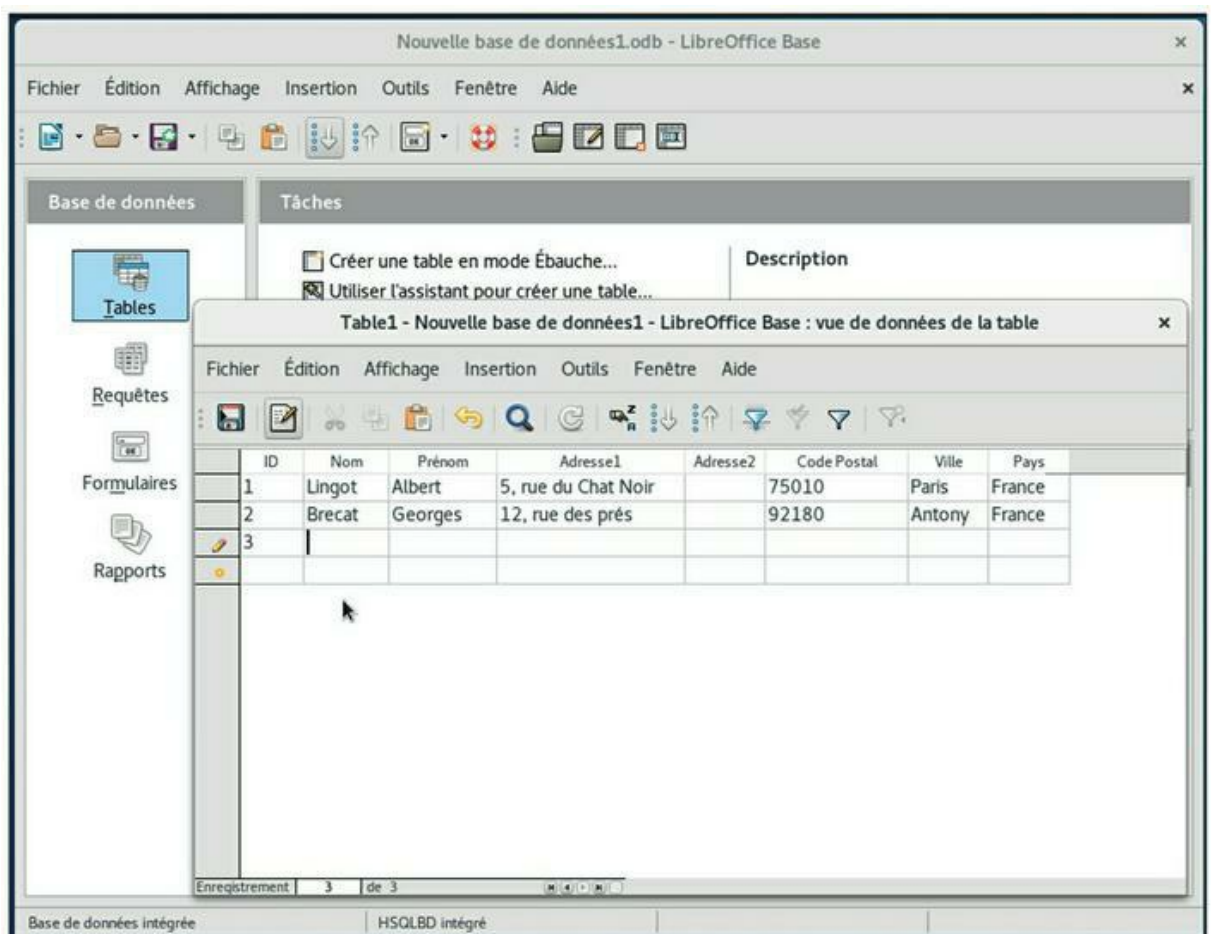 Nouvelle base de données1.odb - LibreOffice Base
Fichier Édition Affichage Insertion Outils Fenêtre Aide
Base de données
Tâches
Créer une table en mode Ébauche...
Utiliser l'assistant pour créer une table...
Description
Tables
Requêtes
Formulaires
Rapports
Table1 - Nouvelle base de données1 - LibreOffice Base : vue de données de la table
Fichier Édition Affichage Insertion Outils Fenêtre Aide
ID Nom Prénom Adresse1 Adresse2 Code Postal Ville Pays
1 Lingot Albert 5, rue du Chat Noir 75010 Paris France
2 Brecat Georges 12, rue des prés 92180 Antony France
3
Enregistrement 3 de 3
Base de données intégrée HSQLBD intégré